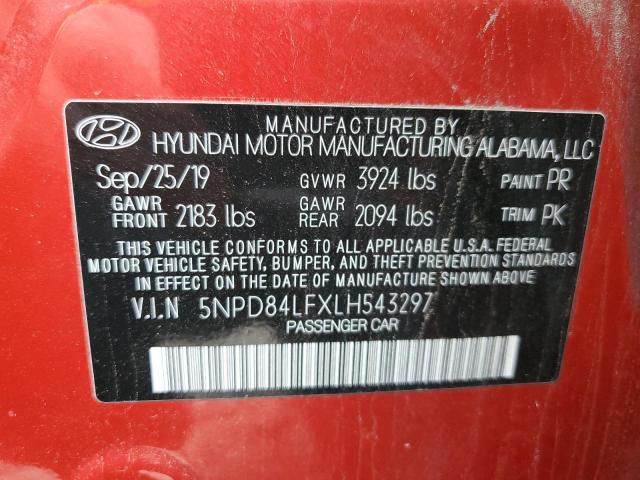 MANUFACTURED BY
HYUNDAI MOTOR MANUFACTURING ALABAMA, LLC
Sep/25/19 GVWR 3924 lbs PAINT PR
GAWR FRONT 2183 lbs GAWR REAR 2094 lbs TRIM PK
THIS VEHICLE CONFORMS TO ALL APPLICABLE U.S.A. FEDERAL
MOTOR VEHICLE SAFETY, BUMPER, AND THEFT PREVENTION STANDARDS
IN EFFECT ON THE DATE OF MANUFACTURE SHOWN ABOVE.
V.I.N 5NPD84LFXLH543297
PASSENGER CAR